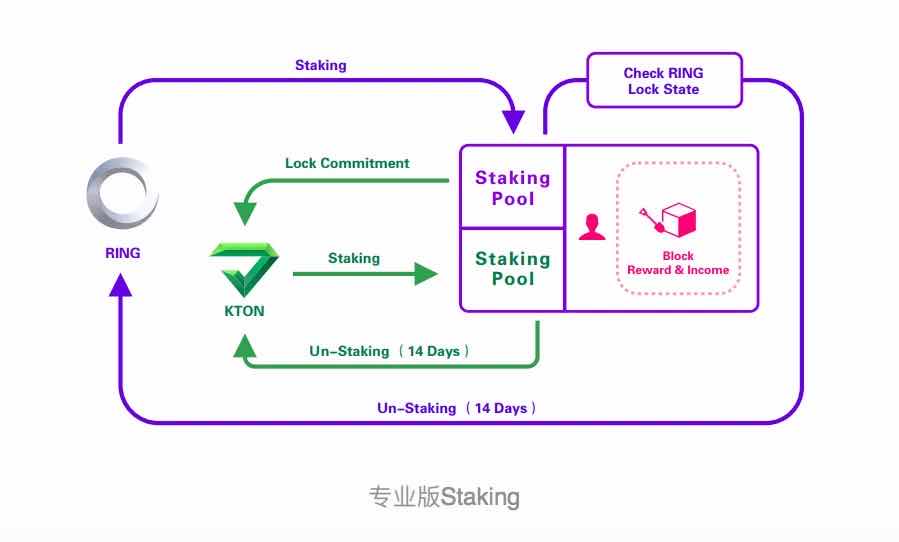 Staking
Check RING
Lock State
Lock Commitment
Staking
Pool
RING
Staking
Staking
Pool
Block
Reward & Income
KTON
Un-Staking ( 14 Days )
Un-Staking ( 14 Days )
专业版Staking